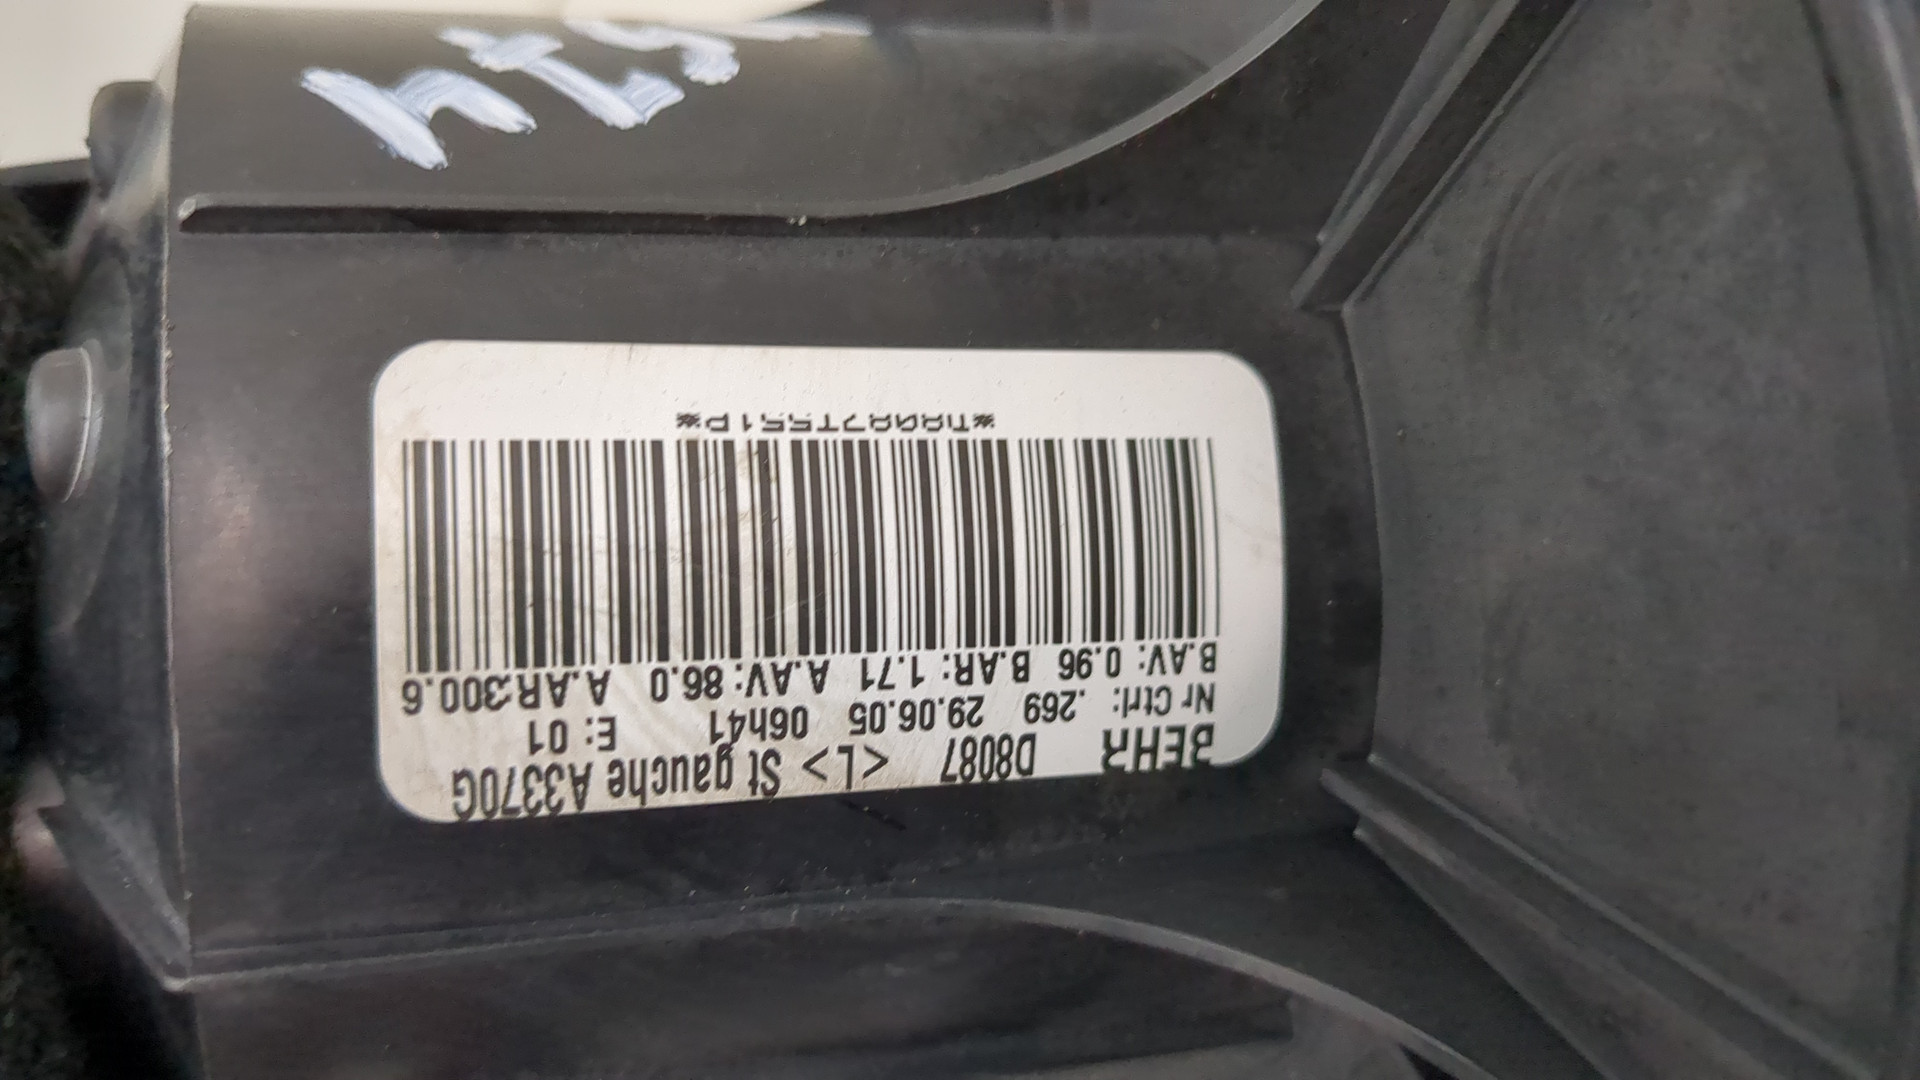 BEHR D8087 <L> St gauche A3370G
Nr Ctrl: .269 29.06.05 06h41 E: 01
B.AV: 0.96 B.AR: 1.71 A.AV: 86.0 A.AR:300.6